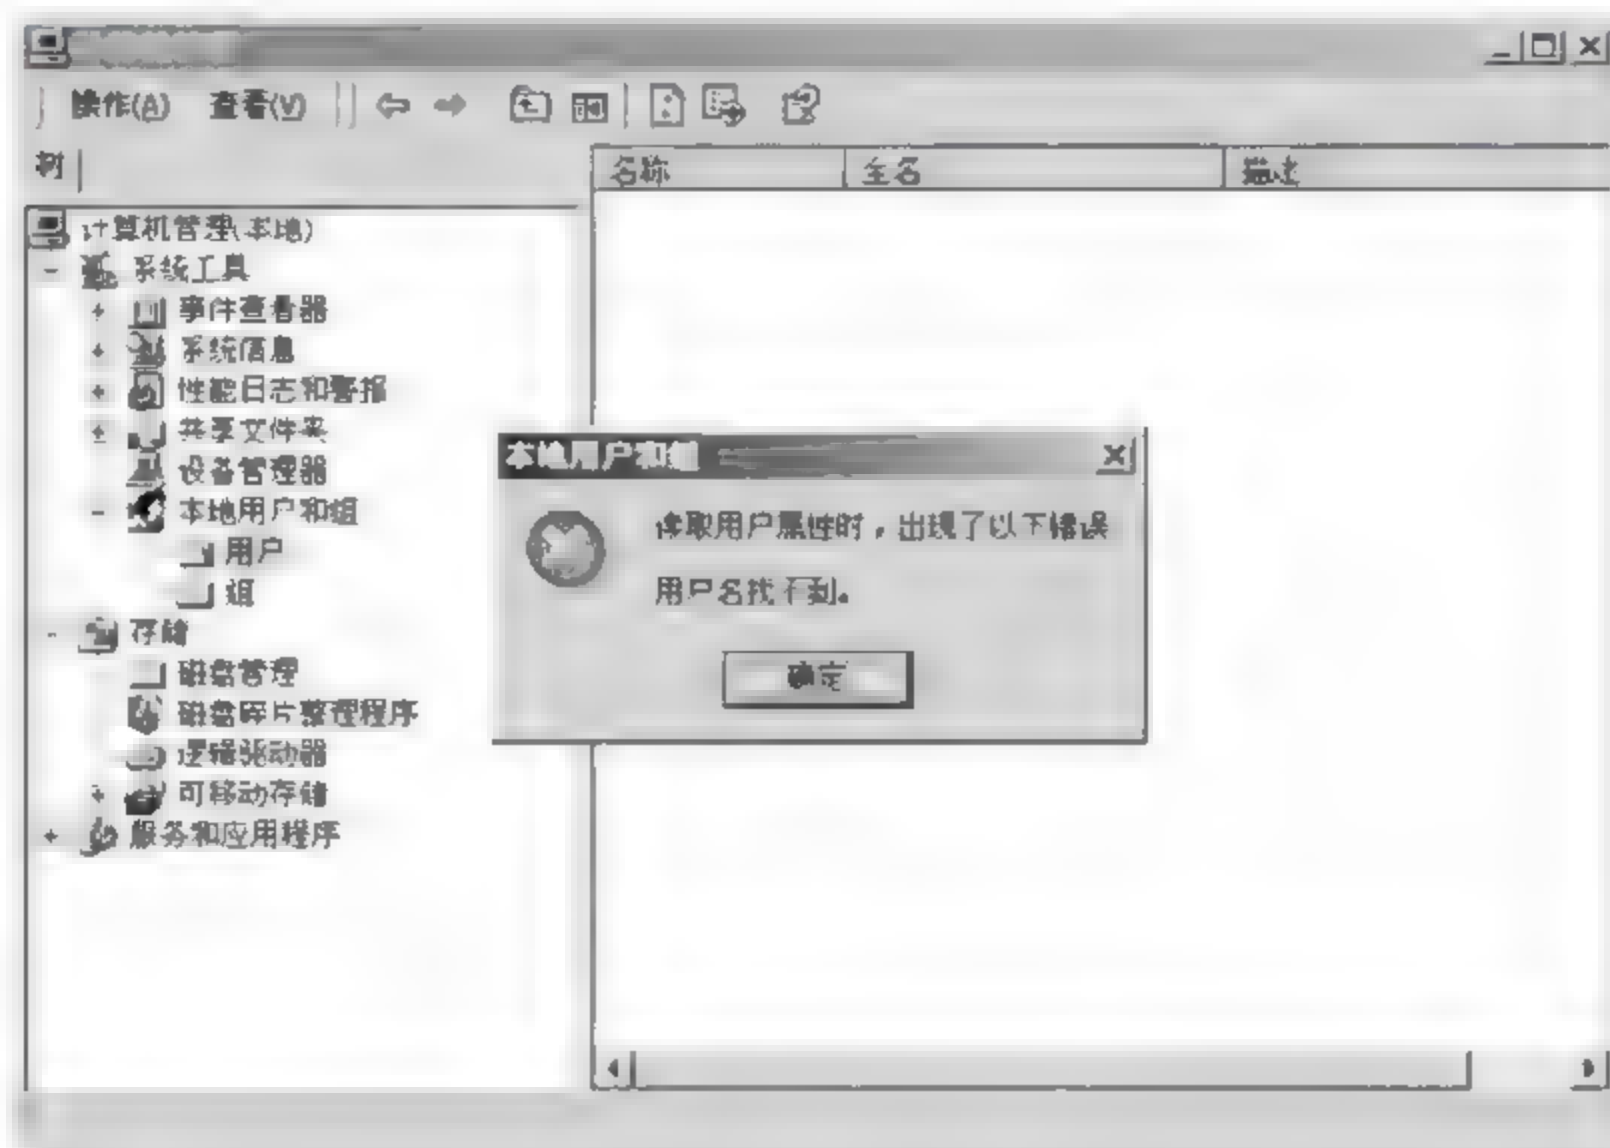 操作(A) 查看(V)
树
名称 全名 描述
计算机管理(本地)
系统工具
事件查看器
系统信息
性能日志和警报
共享文件夹
设备管理器
本地用户和组
用户
组
存储
磁盘管理
磁盘碎片整理程序
逻辑驱动器
可移动存储
服务和应用程序
本地用户和组
读取用户属性时，出现了以下错误
用户名找不到。
确定